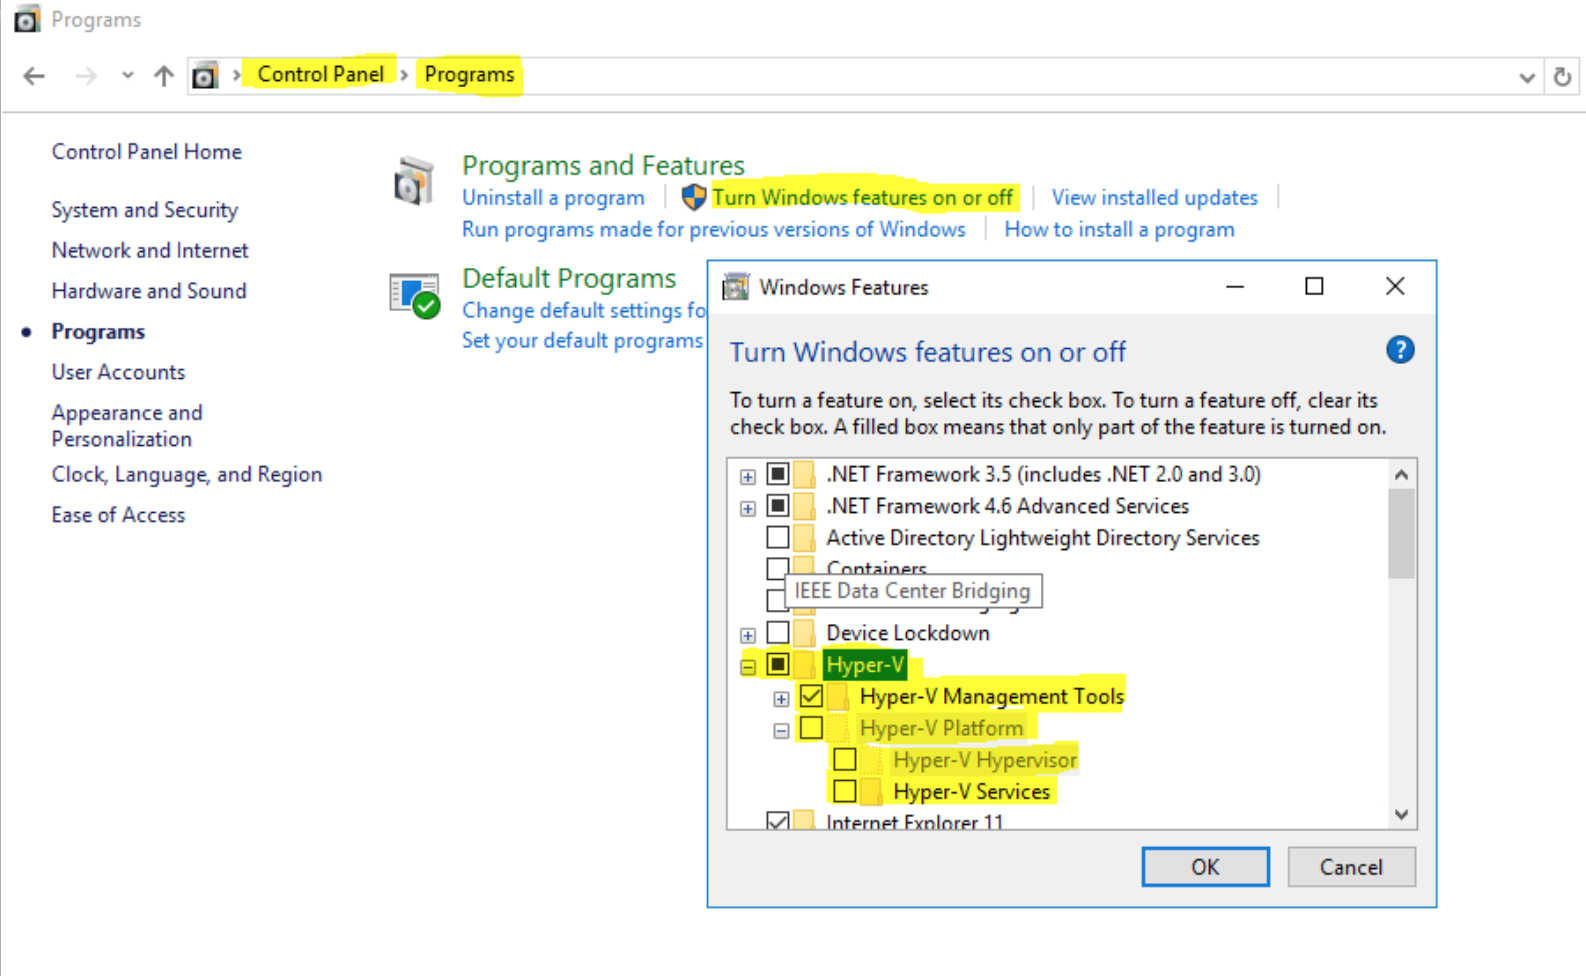 Programs
Control Panel > Programs
Control Panel Home
System and Security
Network and Internet
Hardware and Sound
Programs
User Accounts
Appearance and
Personalization
Clock, Language, and Region
Ease of Access
Programs and Features
Uninstall a program
Turn Windows features on or off
View installed updates
Run programs made for previous versions of Windows
How to install a program
Default Programs
Change default settings fo
Set your default programs
Windows Features
Turn Windows features on or off
?
To turn a feature on, select its check box. To turn a feature off, clear its
check box. A filled box means that only part of the feature is turned on.
.NET Framework 3.5 (includes .NET 2.0 and 3.0)
.NET Framework 4.6 Advanced Services
Active Directory Lightweight Directory Services
Containers
IEEE Data Center Bridging
Device Lockdown
Hyper-V
Hyper-V Management Tools
Hyper-V Platform
Hyper-V Hypervisor
Hyper-V Services
Internet Explorer 11
OK
Cancel